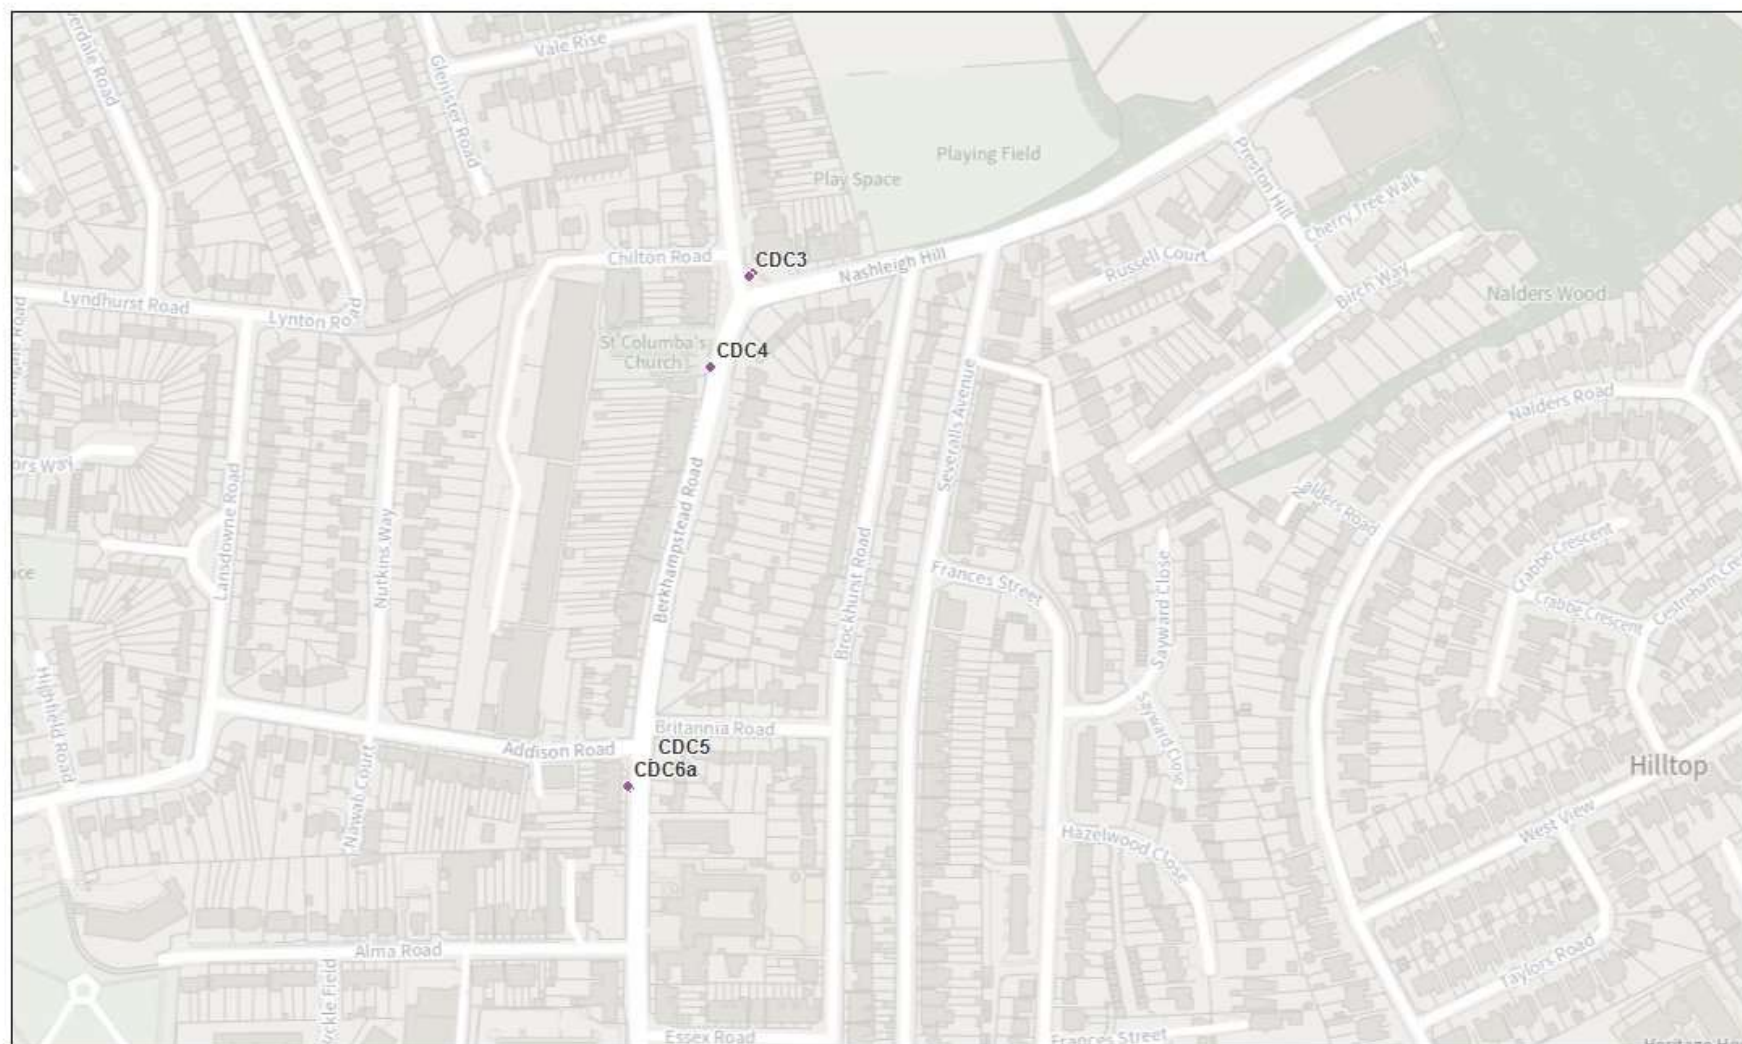 Vale Rise
Glenister Road
Playing Field
Play Space
Preston Hill
Cherry Tree Walk
Chilton Road
CDC3
Nashleigh Hill
Russell Court
Birch Way
Nalders Wood
Lyndhurst Road
Lynton Road
St Columba's
Church
CDC4
Severalls Avenue
Nalders Road
Lansdowne Road
Nutkins Way
Berkhampstead Road
Brockhurst Road
Frances Street
Sayward Close
Nalders Road
Crabbe Crescent
Crabbe Crescent
Highfield Road
Britannia Road
Addison Road
CDC5
CDC6a
Nawab Court
Sayward Close
Hilltop
West View
Hazelwood Close
Alma Road
Taylors Road
Essex Road
Frances Street